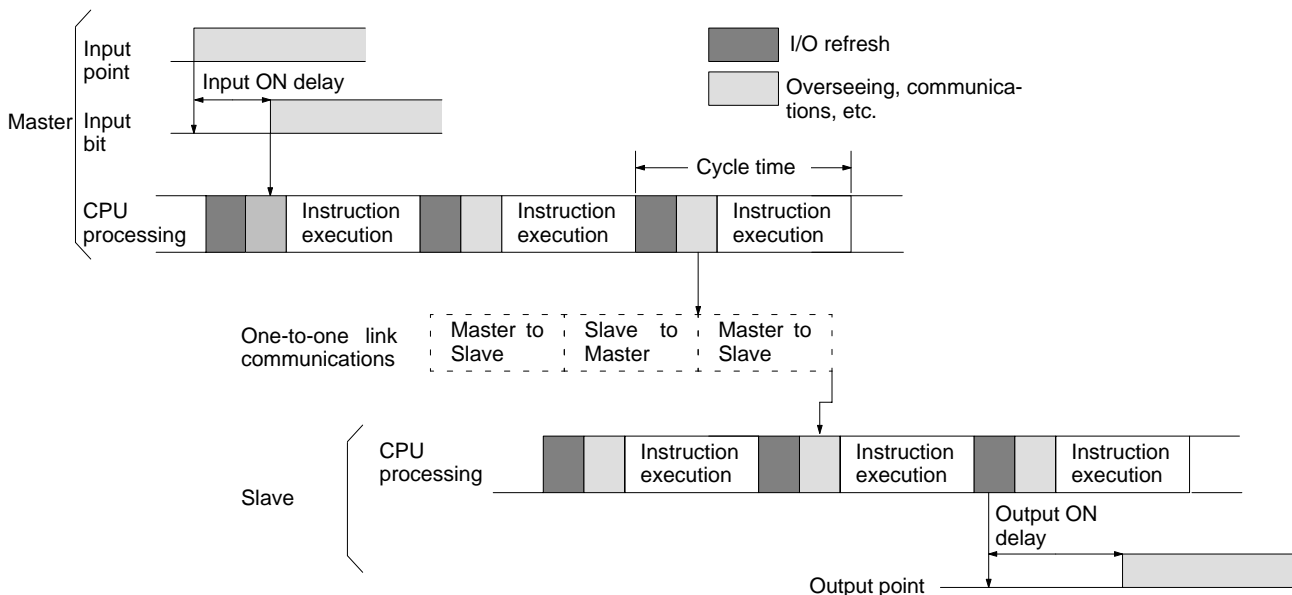 Input
point
I/O refresh
Input ON delay
Overseeing, communica-
tions, etc.
Master
Input
bit
Cycle time
CPU
processing
Instruction
execution
Instruction
execution
Instruction
execution
One-to-one link
communications
Master to
Slave
Slave to
Master
Master to
Slave
Slave
CPU
processing
Instruction
execution
Instruction
execution
Instruction
execution
Output ON
delay
Output point